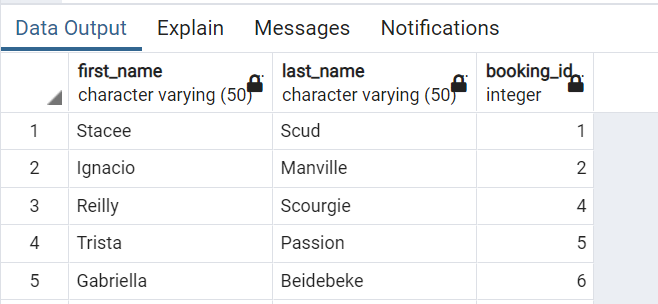 Data Output Explain Messages Notifications
first_name last_name booking_id
character varying (50) character varying (50) integer
1 Stacee Scud 1
2 Ignacio Manville 2
3 Reilly Scourgie 4
4 Trista Passion 5
5 Gabriella Beidebeke 6